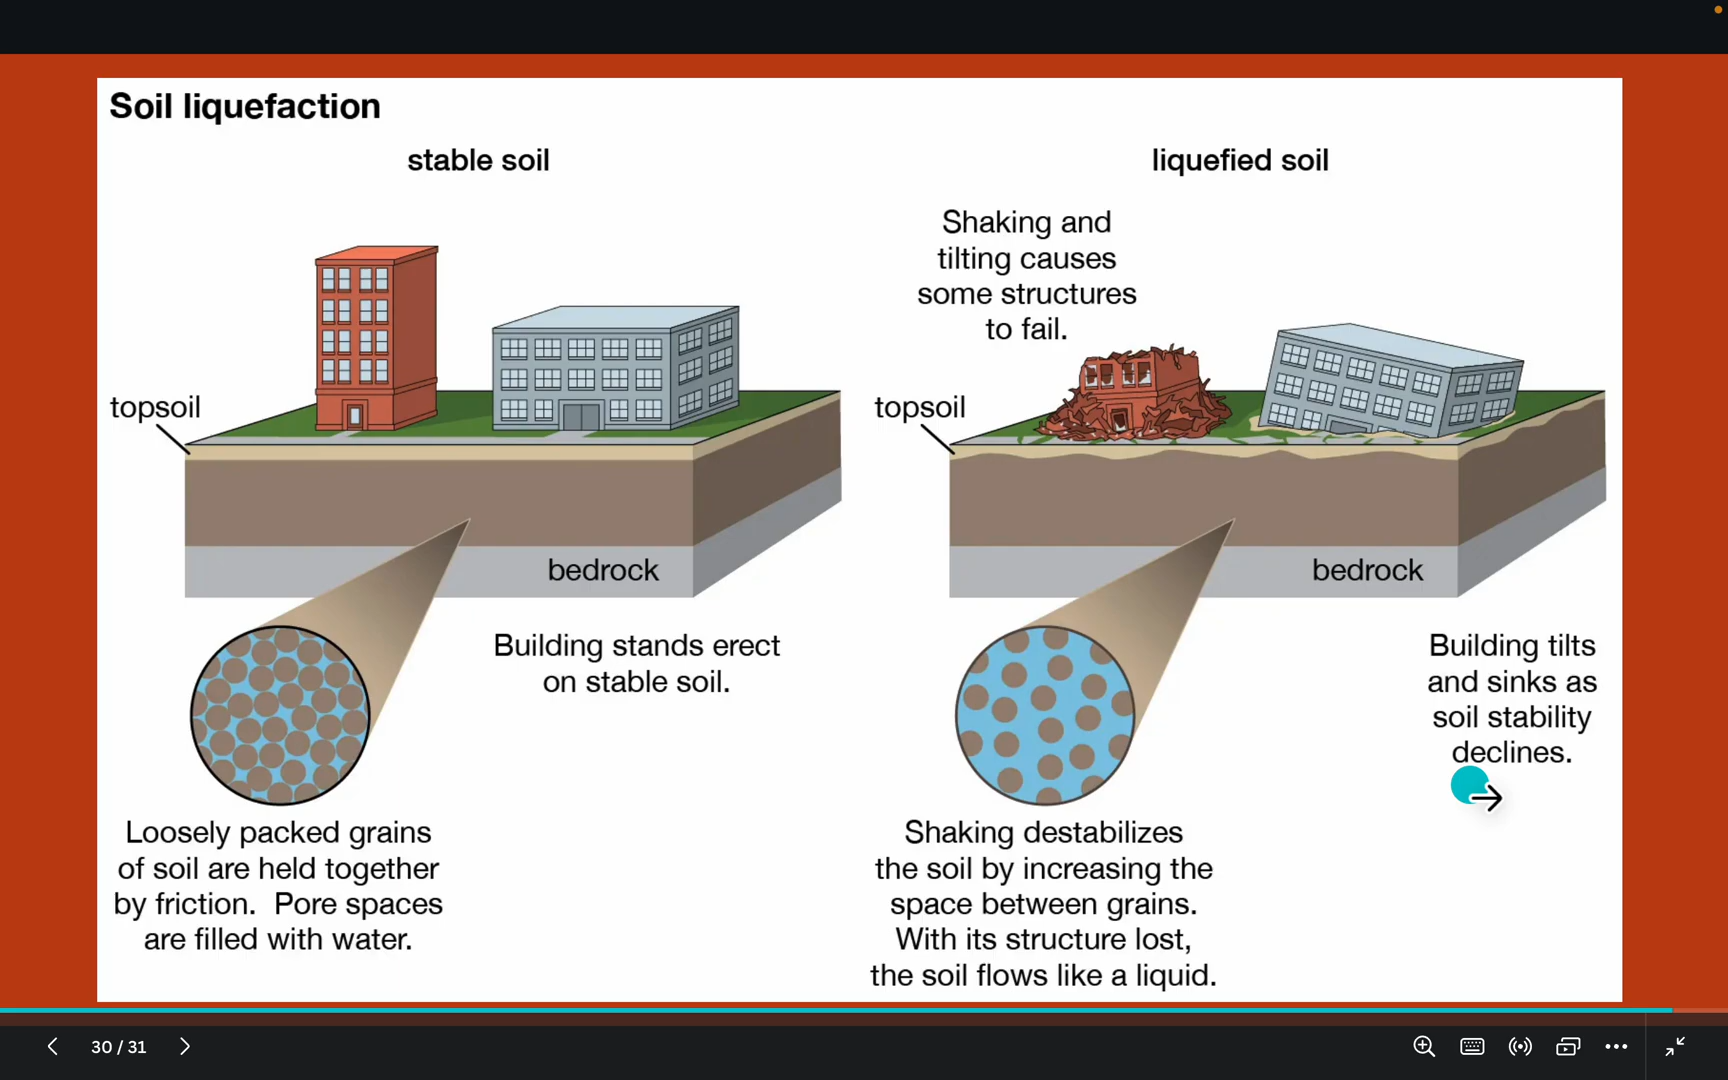 Soil liquefaction
stable soil
topsoil
bedrock
Building stands erect
on stable soil.
Loosely packed grains
of soil are held together
by friction.  Pore spaces
are filled with water.
liquefied soil
Shaking and
tilting causes
some structures
to fail.
topsoil
bedrock
Building tilts
and sinks as
soil stability
declines.
Shaking destabilizes
the soil by increasing the
space between grains.
With its structure lost,
the soil flows like a liquid.
30 / 31